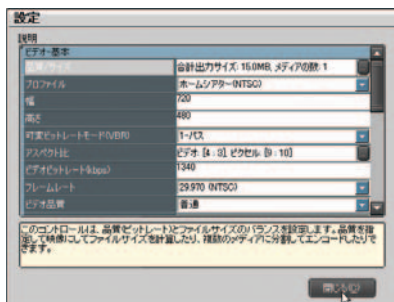 設定
説明
ビデオ-基本
品質/サイズ 合計出力サイズ: 150MB, メディアの数: 1
プロファイル ホームシアター(NTSC)
幅 720
高さ 480
可変ビットレートモード(VBR) 1-パス
アスペクト比 ビデオ: [4 : 3] ピクセル: [9 : 10]
ビデオビットレート(kbps) 1340
フレームレート 29.970 (NTSC)
ビデオ品質 普通
このコントロールは、品質(ビットレート)とファイルサイズのバランスを設定します。品質を指
定して映像にしてファイルサイズを計算したり、複数のメディアに分割してエンコードしたりで
きます。
閉じる(C)